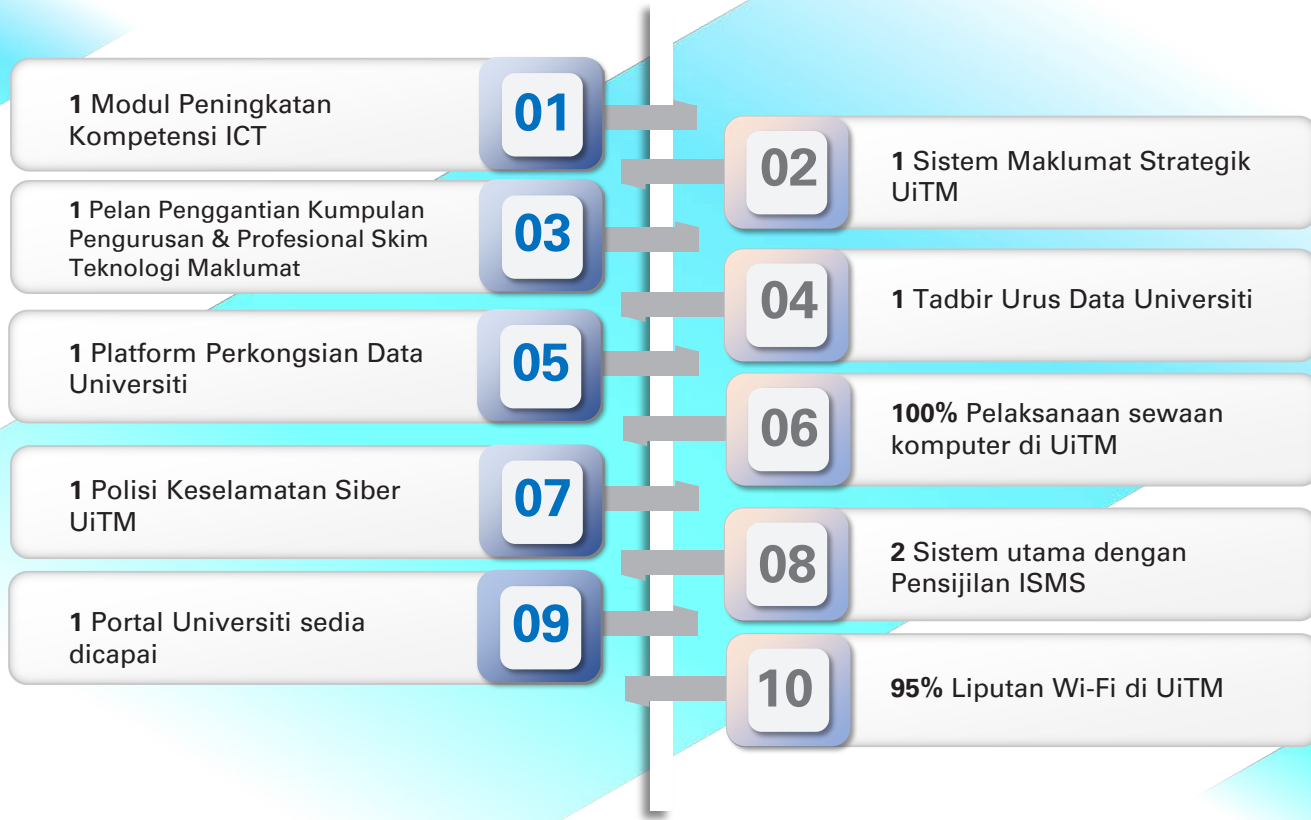 1 Modul Peningkatan
Kompetensi ICT
01
02
1 Sistem Maklumat Strategik
UiTM
1 Pelan Penggantian Kumpulan
Pengurusan & Profesional Skim
Teknologi Maklumat
03
04
1 Tadbir Urus Data Universiti
1 Platform Perkongsian Data
Universiti
05
06
100% Pelaksanaan sewaan
komputer di UiTM
1 Polisi Keselamatan Siber
UiTM
07
08
2 Sistem utama dengan
Pensijilan ISMS
1 Portal Universiti sedia
dicapai
09
10
95% Liputan Wi-Fi di UiTM